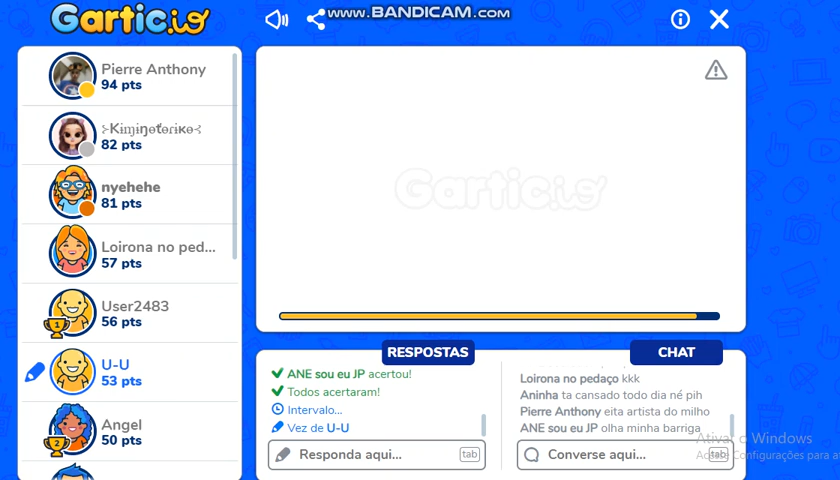 Gartic.io
www.BANDICAM.com
Pierre Anthony
94 pts
82 pts
nyehehe
81 pts
Loirona no ped...
57 pts
User2483
56 pts
1
U-U
53 pts
Angel
50 pts
2
Gartic.io
RESPOSTAS
ANE sou eu JP acertou!
Todos acertaram!
Intervalo...
Vez de U-U
Responda aqui...
tab
CHAT
Loirona no pedaço kkk
Aninha ta cansado todo dia né pih
Pierre Anthony eita artista do milho
ANE sou eu JP olha minha barriga
Converse aqui...
tab
Ativar o Windows
Acesse Configurações para at